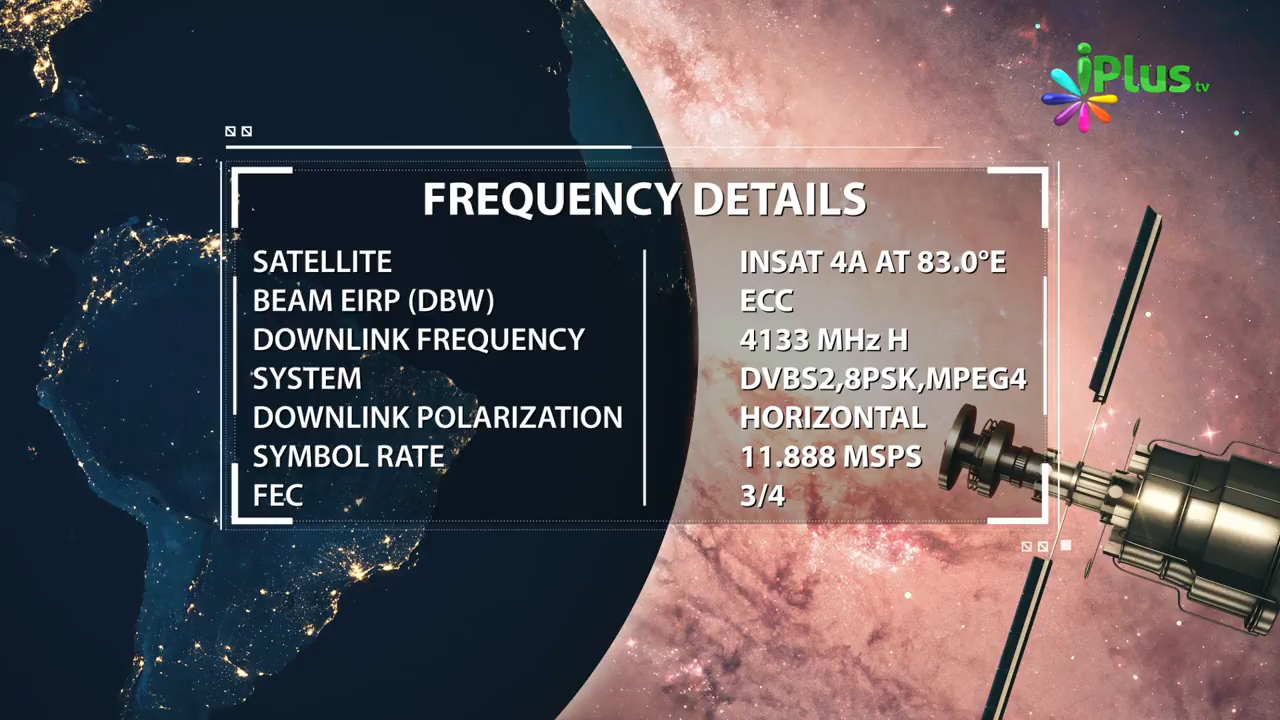 iPlus tv
FREQUENCY DETAILS
SATELLITE INSAT 4A AT 83.0°E
BEAM EIRP (DBW) ECC
DOWNLINK FREQUENCY 4133 MHz H
SYSTEM DVBS2,8PSK,MPEG4
DOWNLINK POLARIZATION HORIZONTAL
SYMBOL RATE 11.888 MSPS
FEC 3/4